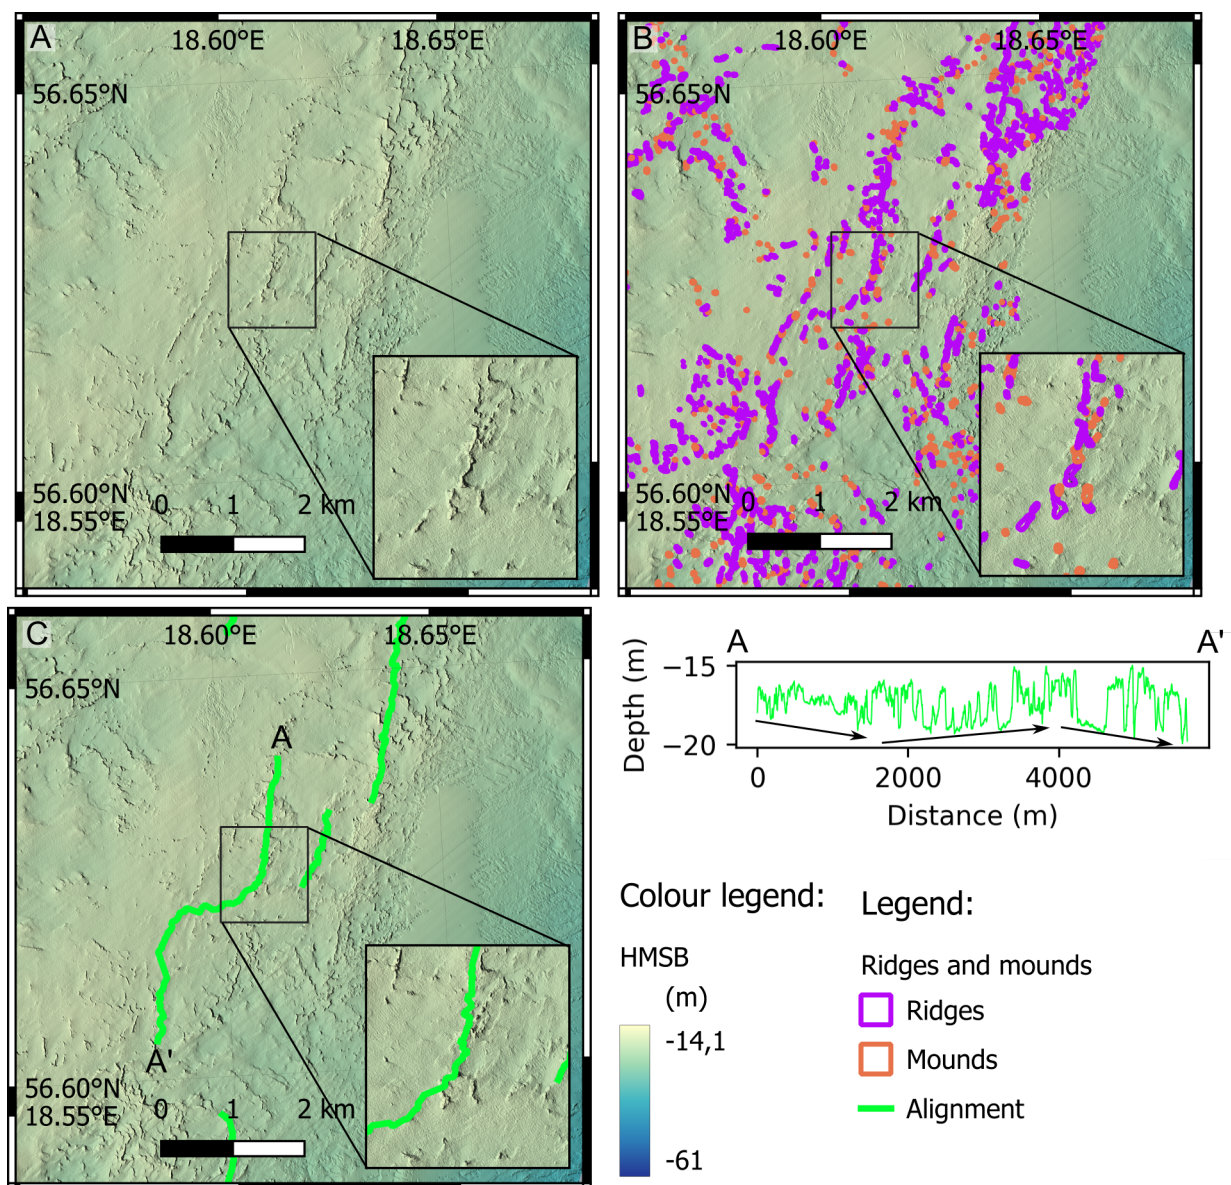 A
18.60°E 18.65°E
56.65°N
56.60°N
18.55°E
0 1 2 km
B
18.60°E 18.65°E
56.65°N
56.60°N
18.55°E
0 1 2 km
C
18.60°E 18.65°E
56.65°N
A
A'
56.60°N
18.55°E
0 1 2 km
A A'
Depth (m)
−15
−20
0 2000 4000
Distance (m)
Colour legend:
HMSB
(m)
-14,1
-61
Legend:
Ridges and mounds
Ridges
Mounds
Alignment